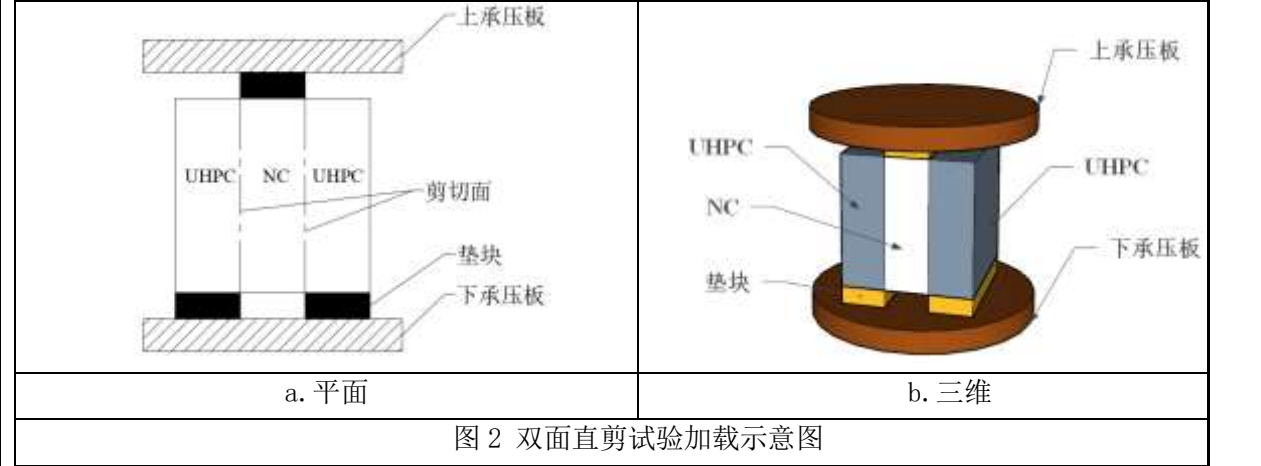 上承压板
UHPC NC UHPC
剪切面
垫块
下承压板
上承压板
UHPC
UHPC
NC
下承压板
垫块
a.平面
b.三维
图 2 双面直剪试验加载示意图